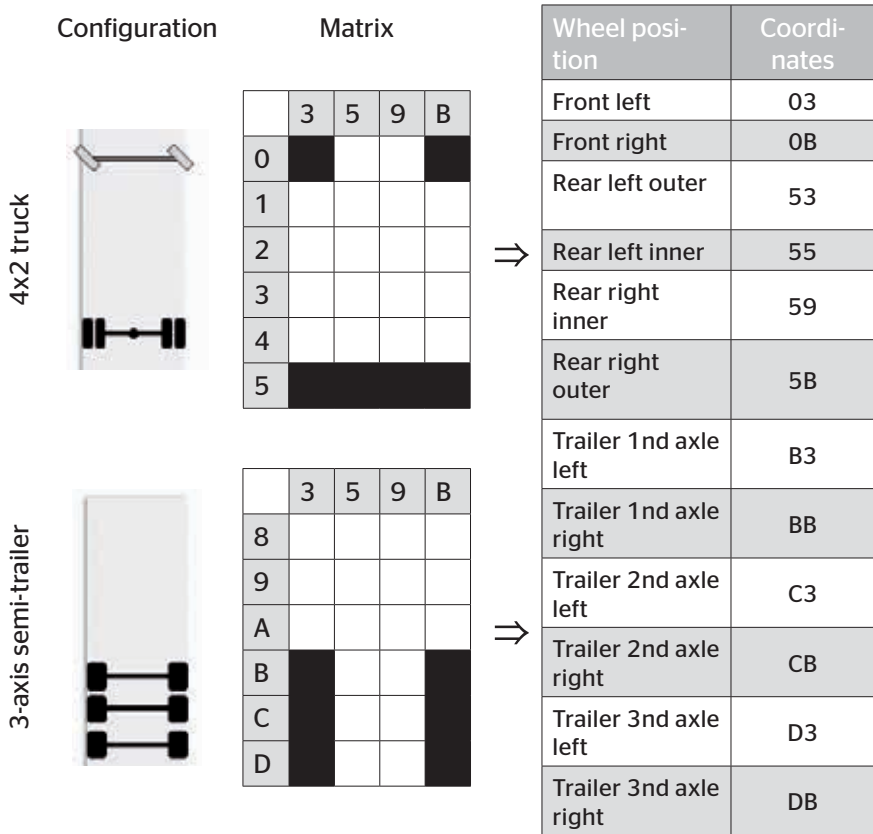 Configuration
Matrix
4x2 truck
3 5 9 B
0
1
2
3
4
5
⇒
3-axis semi-trailer
3 5 9 B
8
9
A
B
C
D
⇒
Wheel posi-
tion
Coordi-
nates
Front left 03
Front right 0B
Rear left outer 53
Rear left inner 55
Rear right
inner
59
Rear right
outer
5B
Trailer 1nd axle
left
B3
Trailer 1nd axle
right
BB
Trailer 2nd axle
left
C3
Trailer 2nd axle
right
CB
Trailer 3nd axle
left
D3
Trailer 3nd axle
right
DB